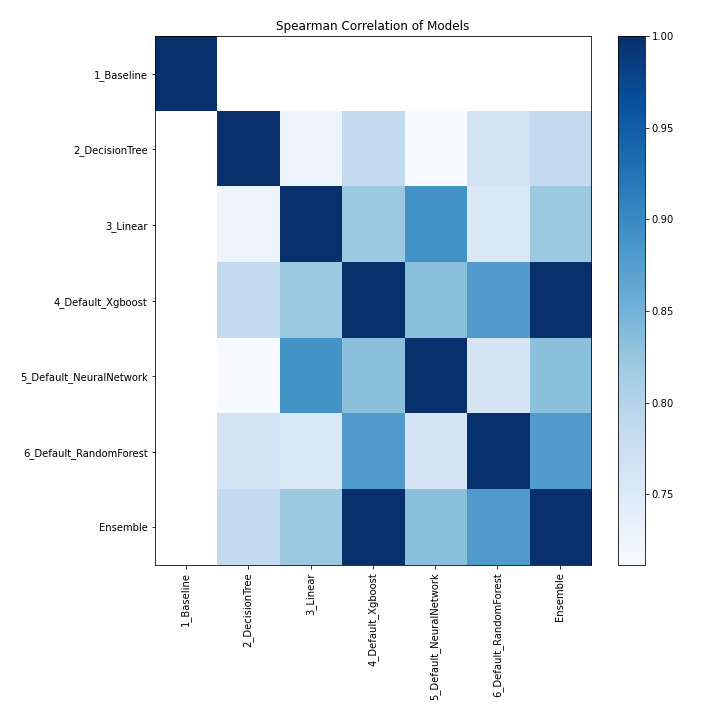 Spearman Correlation of Models
1_Baseline
2_DecisionTree
3_Linear
4_Default_Xgboost
5_Default_NeuralNetwork
6_Default_RandomForest
Ensemble
1_Baseline
2_DecisionTree
3_Linear
4_Default_Xgboost
5_Default_NeuralNetwork
6_Default_RandomForest
Ensemble
1.00
0.95
0.90
0.85
0.80
0.75